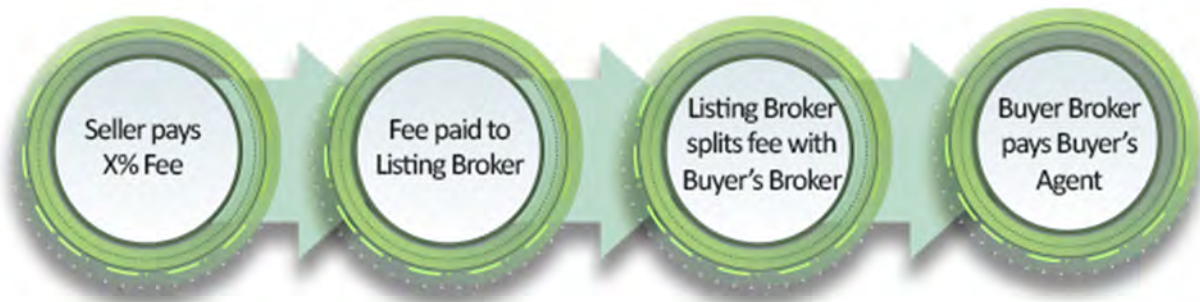 Seller pays
X% Fee
Fee paid to
Listing Broker
Listing Broker
splits fee with
Buyer's Broker
Buyer Broker
pays Buyer's
Agent